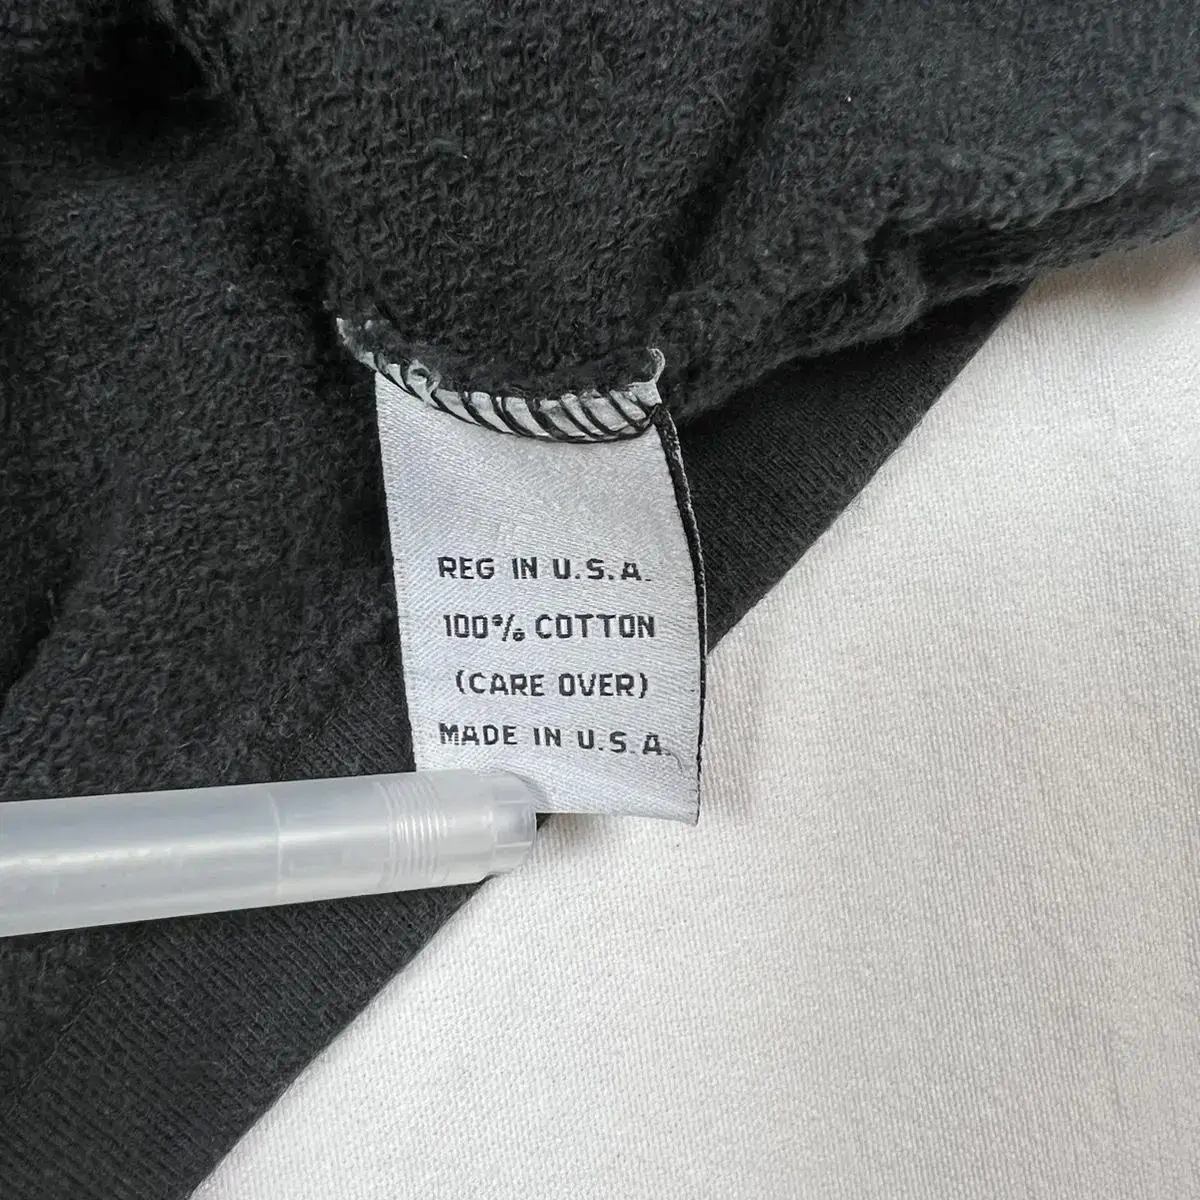 REG IN U.S.A.
100% COTTON
(CARE OVER)
MADE IN U.S.A.